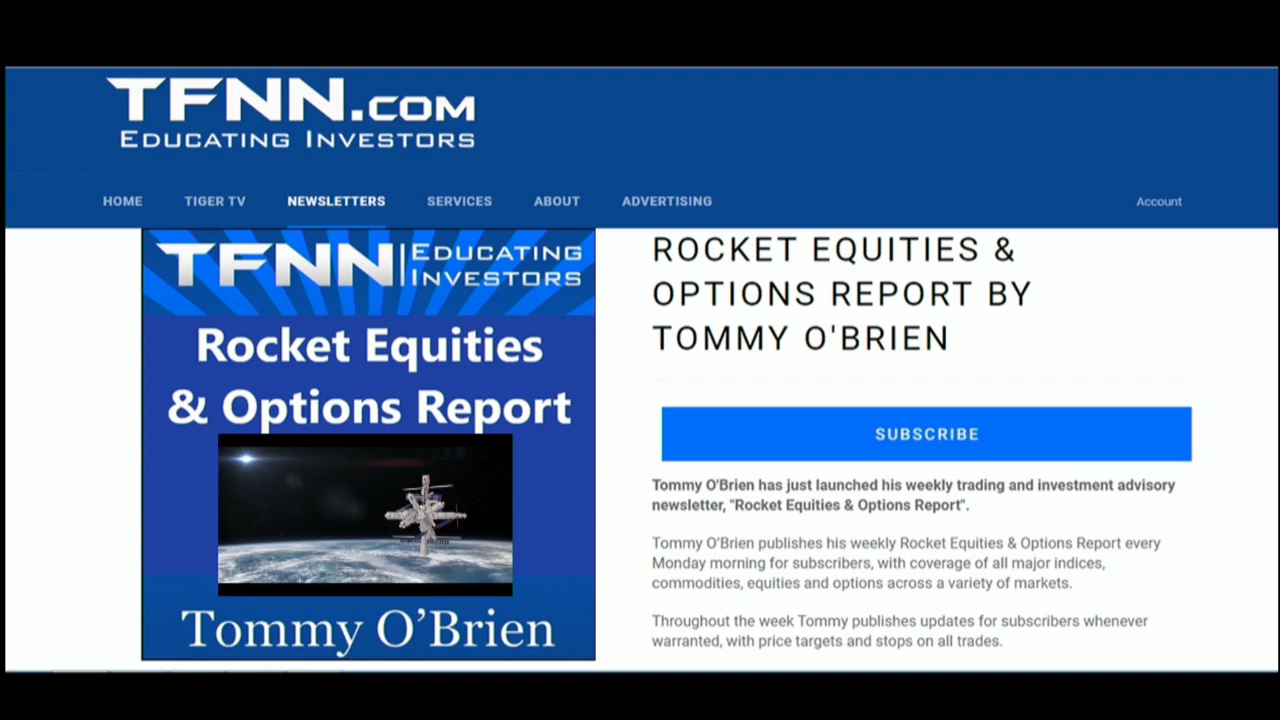 TFNN.COM
EDUCATING INVESTORS
HOME TIGER TV NEWSLETTERS SERVICES ABOUT ADVERTISING Account
TFNN EDUCATING
INVESTORS
Rocket Equities
& Options Report
Tommy O’Brien
ROCKET EQUITIES &
OPTIONS REPORT BY
TOMMY O'BRIEN
SUBSCRIBE
Tommy O'Brien has just launched his weekly trading and investment advisory
newsletter, "Rocket Equities & Options Report".
Tommy O'Brien publishes his weekly Rocket Equities & Options Report every
Monday morning for subscribers, with coverage of all major indices,
commodities, equities and options across a variety of markets.
Throughout the week Tommy publishes updates for subscribers whenever
warranted, with price targets and stops on all trades.